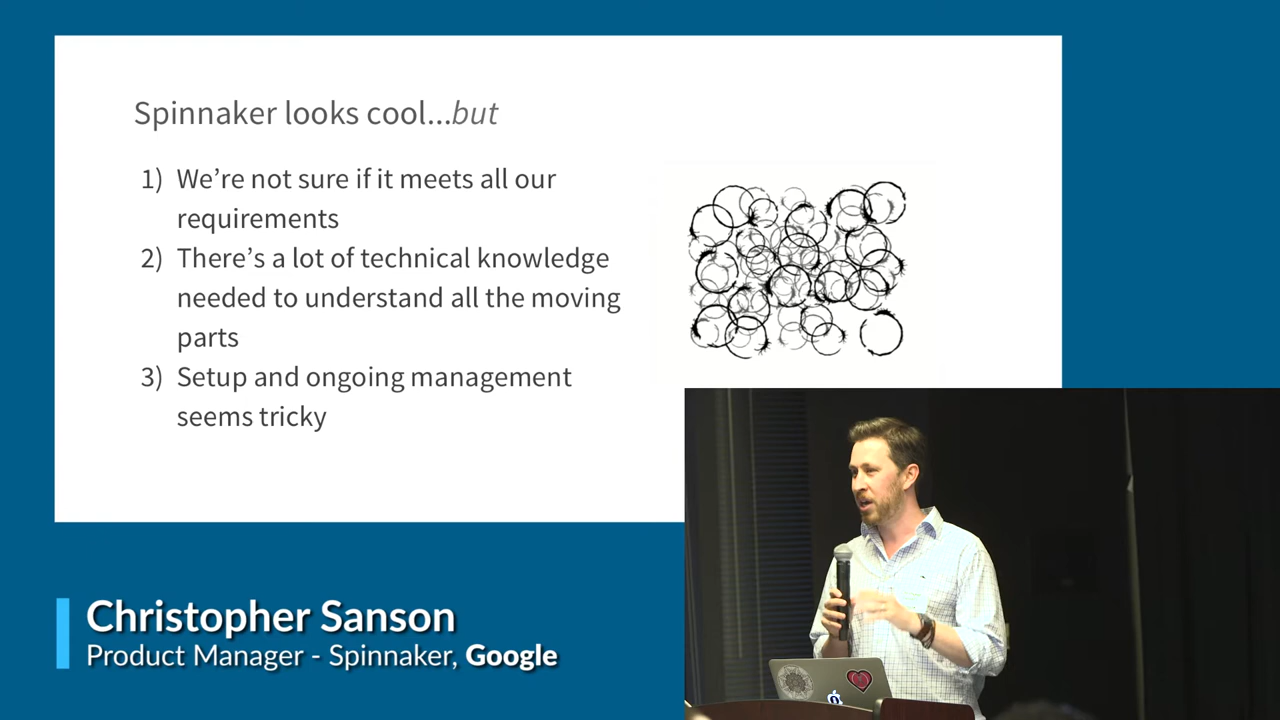 Spinnaker looks cool...but
1) We're not sure if it meets all our
requirements
2) There's a lot of technical knowledge
needed to understand all the moving
parts
3) Setup and ongoing management
seems tricky
Christopher Sanson
Product Manager - Spinnaker, Google